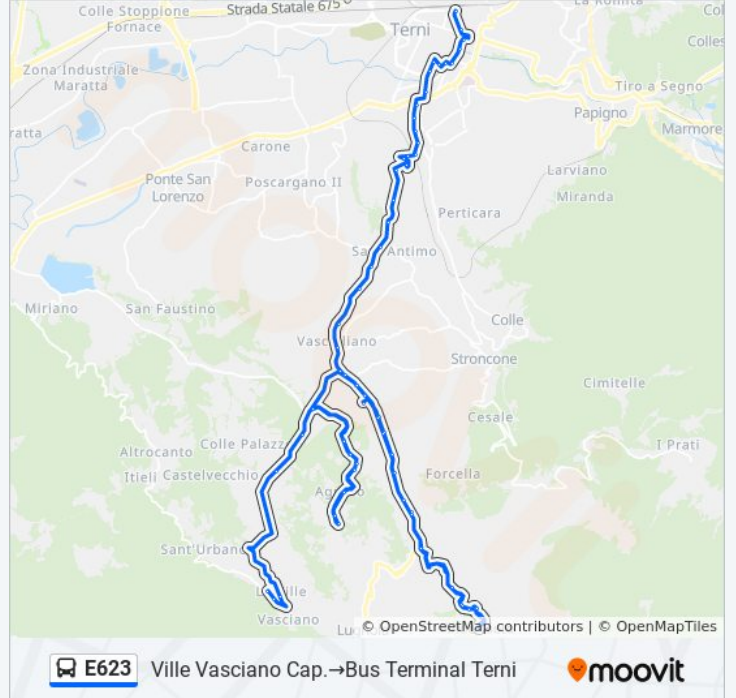 Colle Stoppione
Fornace
Strada Statale 675
Terni
La Romita
Col
Colles
Zona Industriale
Maratta
Tiro a Segno
Papigno
Marmore
ratta
Carone
Ponte San
Lorenzo
Poscargano II
Larviano
Miranda
Perticara
Sant'Antimo
Miriano
San Faustino
Colle
Stroncone
Cimitelle
Cesale
Altrocanto
Colle Palazz
I Prati
Itieli
Castelvecchio
Forcella
Sant'Urbano
Vasciano
© OpenStreetMap contributors | © OpenMapTiles
E623 Ville Vasciano Cap.→Bus Terminal Terni
moovit